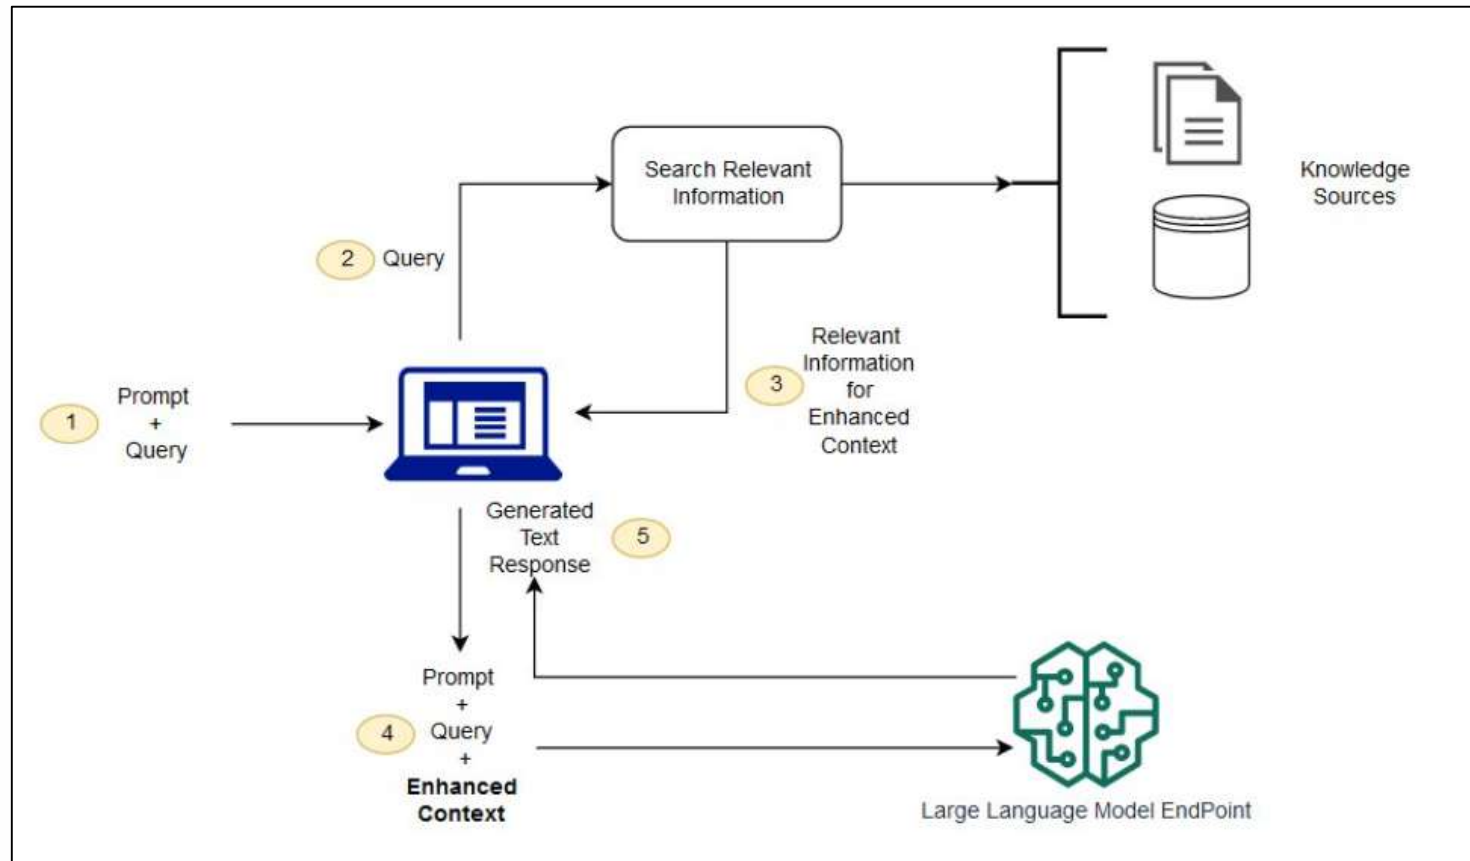 Search Relevant
Information
Knowledge
Sources
2 Query
Relevant
Information
for
Enhanced
Context
3
1
Prompt
+
Query
Generated
Text
Response
5
Prompt
+
Query
+
Enhanced
Context
4
Large Language Model EndPoint